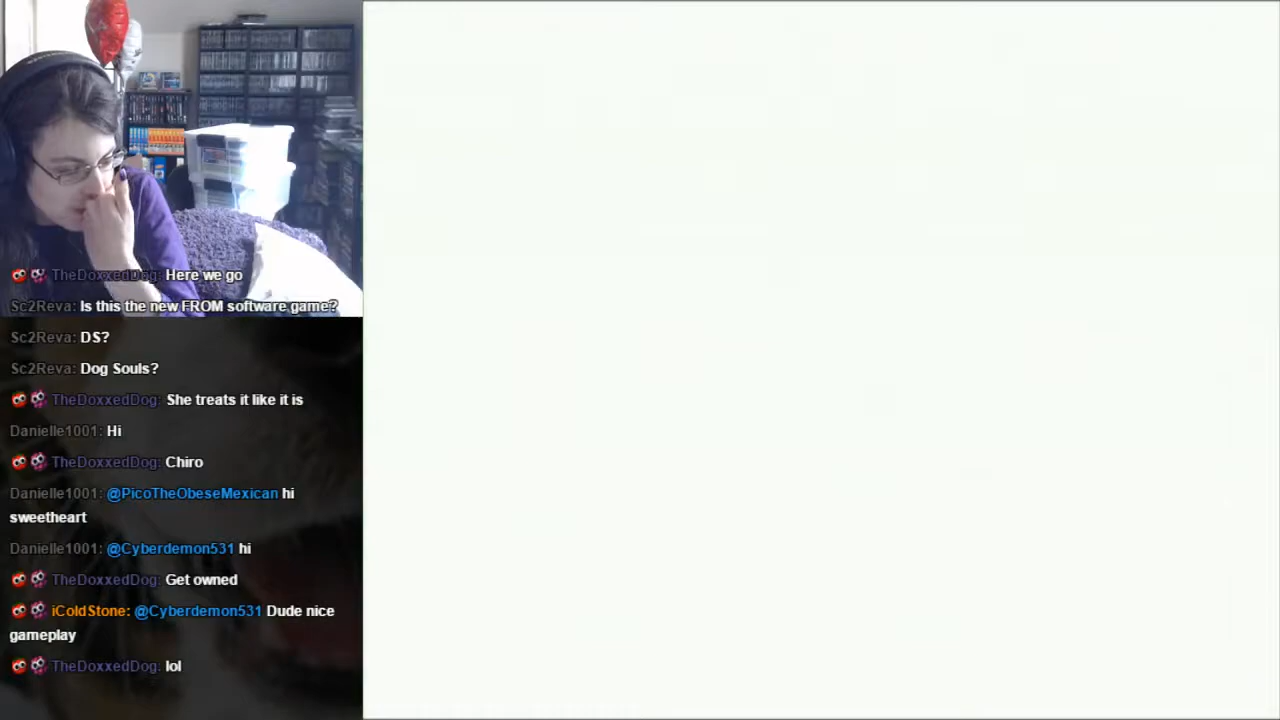 TheDoxxedDog: Here we go
Sc2Reva: Is this the new FROM software game?
Sc2Reva: DS?
Sc2Reva: Dog Souls?
TheDoxxedDog: She treats it like it is
Danielle1001: Hi
TheDoxxedDog: Chiro
Danielle1001: @PicoTheObeseMexican hi
sweetheart
Danielle1001: @Cyberdemon531 hi
TheDoxxedDog: Get owned
iColdStone: @Cyberdemon531 Dude nice
gameplay
TheDoxxedDog: lol